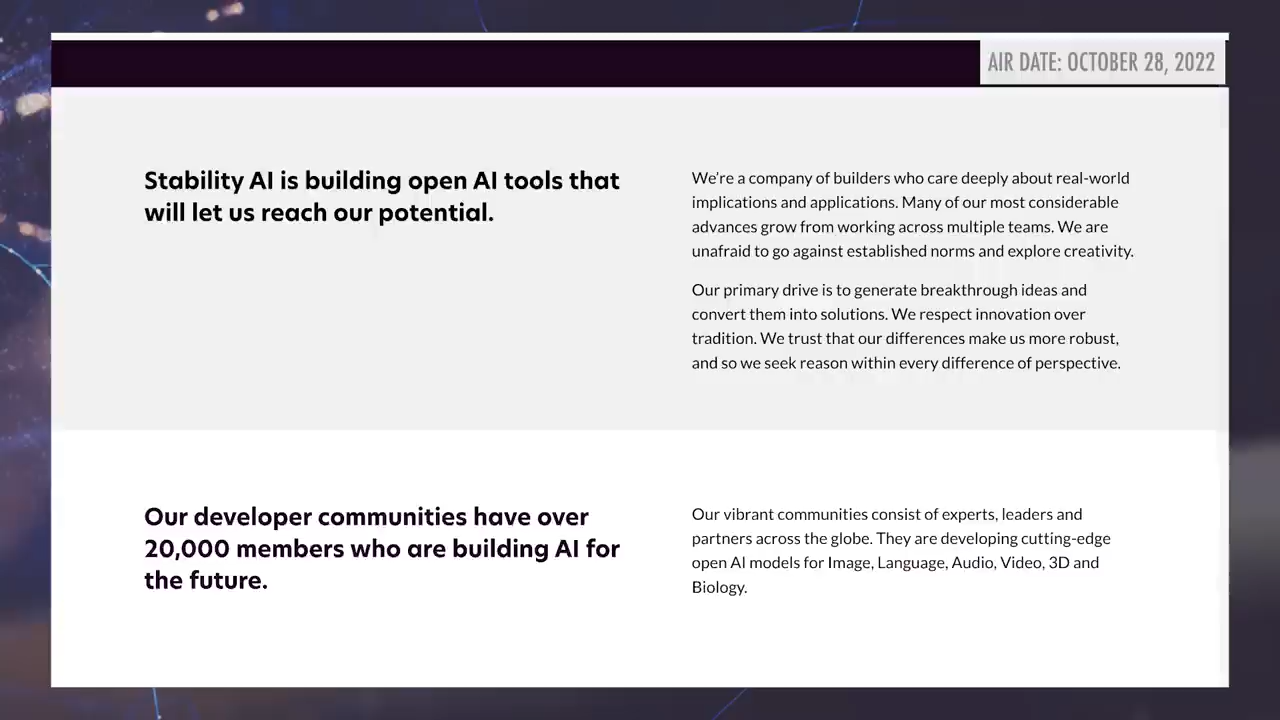 AIR DATE: OCTOBER 28, 2022
Stability AI is building open AI tools that
will let us reach our potential.
We're a company of builders who care deeply about real-world
implications and applications. Many of our most considerable
advances grow from working across multiple teams. We are
unafraid to go against established norms and explore creativity.
Our primary drive is to generate breakthrough ideas and
convert them into solutions. We respect innovation over
tradition. We trust that our differences make us more robust,
and so we seek reason within every difference of perspective.
Our developer communities have over
20,000 members who are building AI for
the future.
Our vibrant communities consist of experts, leaders and
partners across the globe. They are developing cutting-edge
open AI models for Image, Language, Audio, Video, 3D and
Biology.